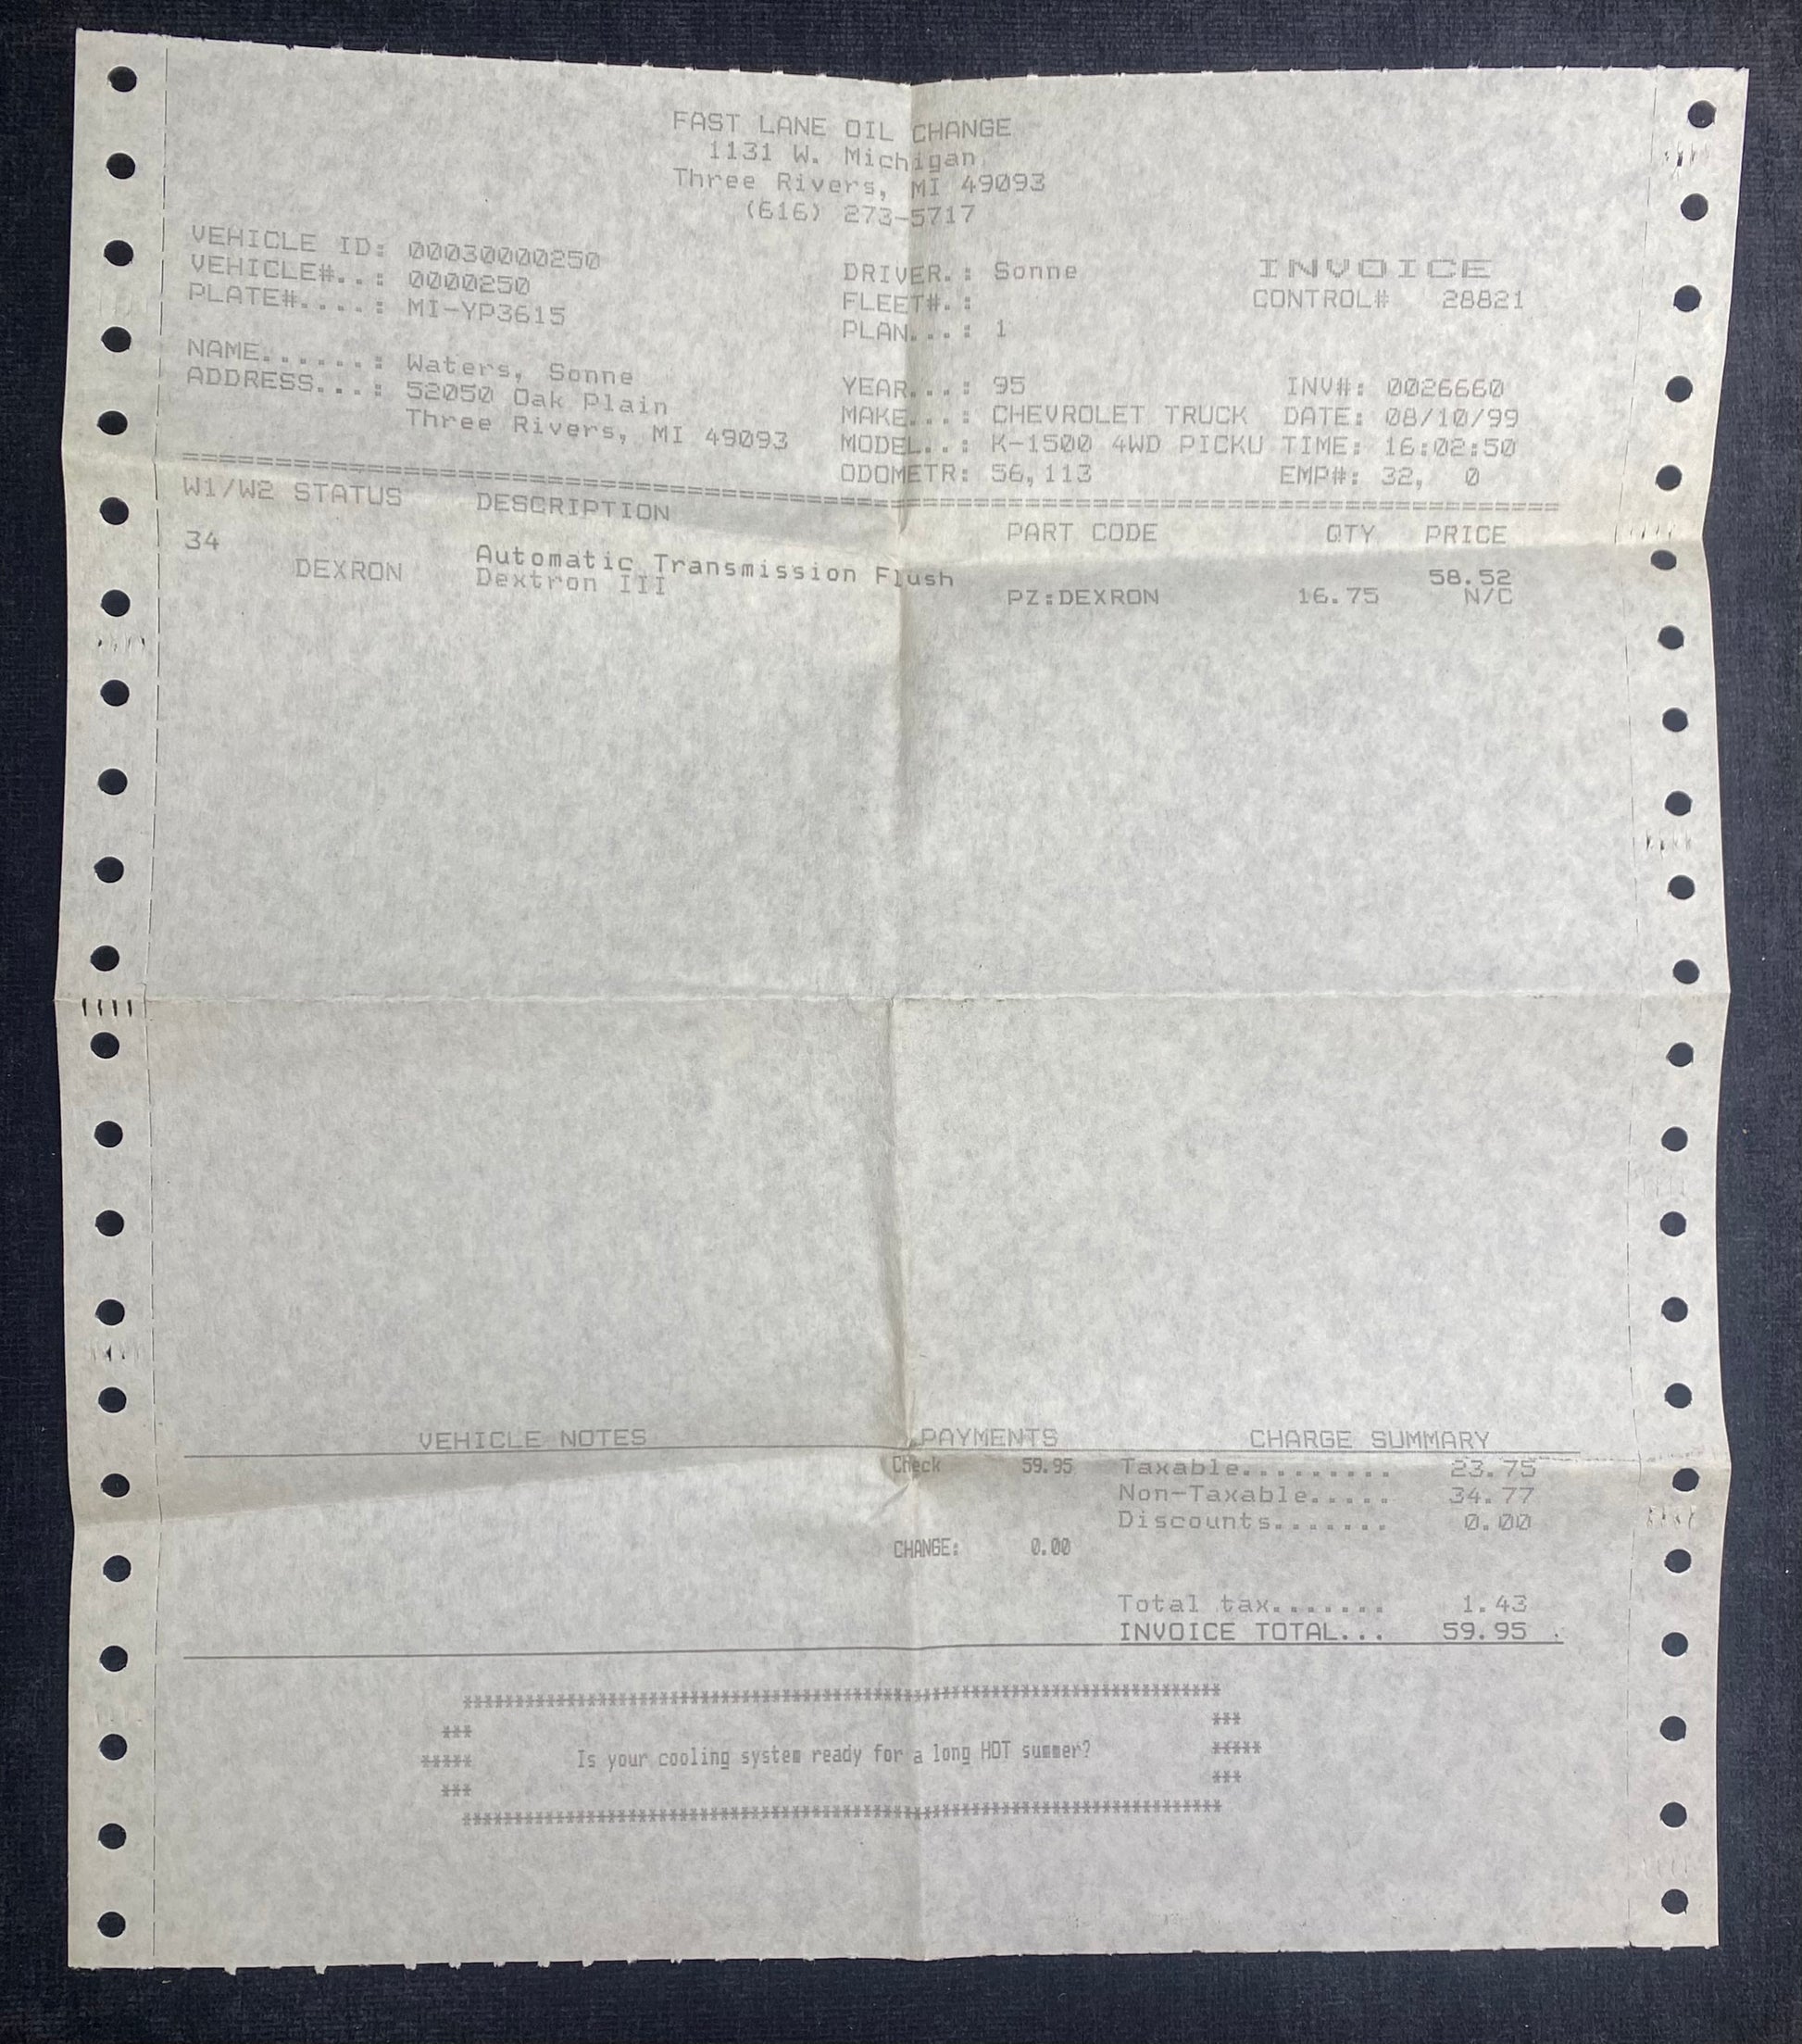 FAST LANE OIL CHANGE
1131 W. Michigan
Three Rivers, MI 49093
(616) 273-5717
VEHICLE ID: 00030000250
VEHICLE#..: 0000250 DRIVER.: Sonne INVOICE
PLATE#....: MI-YP3615 FLEET#.: CONTROL# 28821
PLAN...: 1
NAME......: Waters, Sonne YEAR...: 95 INV#: 0026660
ADDRESS...: 52050 Oak Plain MAKE...: CHEVROLET TRUCK DATE: 08/10/99
Three Rivers, MI 49093 MODEL..: K-1500 4WD PICKU TIME: 16:02:50
ODOMETR: 56,113 EMP#: 32, 0
==========================================================================
W1/W2 STATUS DESCRIPTION PART CODE QTY PRICE
34 Automatic Transmission Flush 58.52
DEXRON Dextron III PZ:DEXRON 16.75 N/C
VEHICLE NOTES PAYMENTS CHARGE SUMMARY
Check 59.95 Taxable......... 23.75
Non-Taxable..... 34.77
Discounts....... 0.00
CHANGE: 0.00
Total tax....... 1.43
INVOICE TOTAL... 59.95
**************************************************************************
*** ***
***** Is your cooling system ready for a long HOT summer? *****
*** ***
**************************************************************************